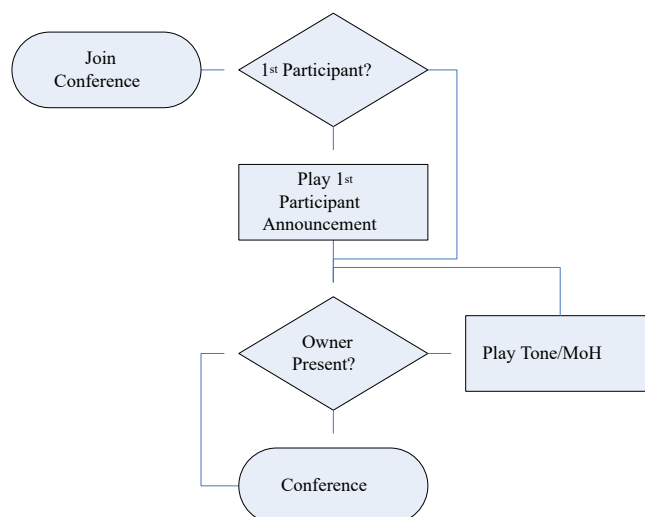 Join
Conference
1st Participant?
Play 1st
Participant
Announcement
Owner
Present?
Play Tone/MoH
Conference